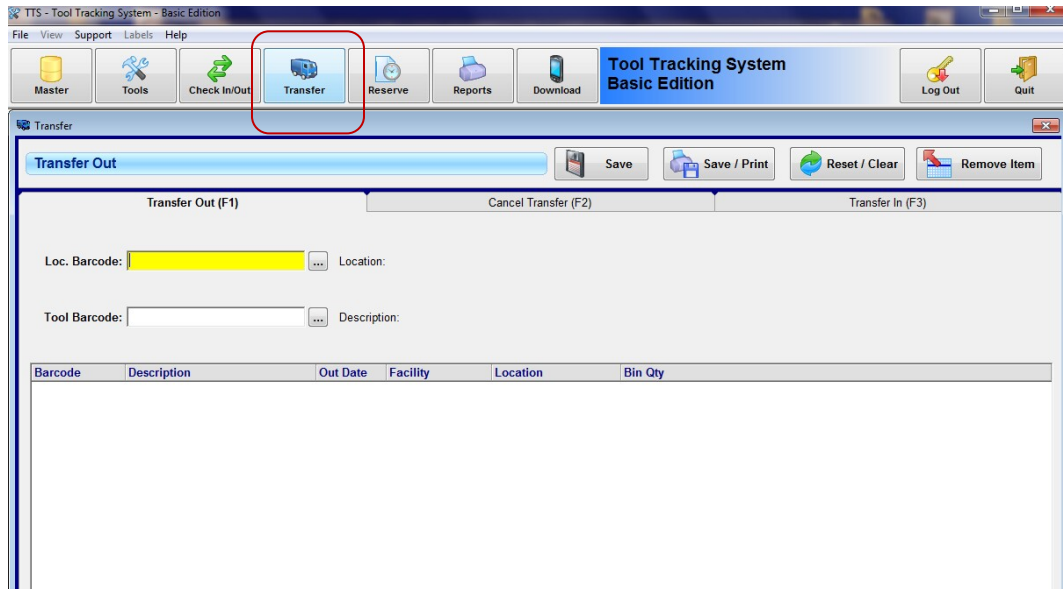 TTS - Tool Tracking System - Basic Edition
File View Support Labels Help
Master Tools Check In/Out Transfer Reserve Reports Download
Tool Tracking System
Basic Edition
Log Out Quit
Transfer
Transfer Out Save Save / Print Reset / Clear Remove Item
Transfer Out (F1) Cancel Transfer (F2) Transfer In (F3)
Loc. Barcode: ... Location:
Tool Barcode: ... Description:
Barcode Description Out Date Facility Location Bin Qty